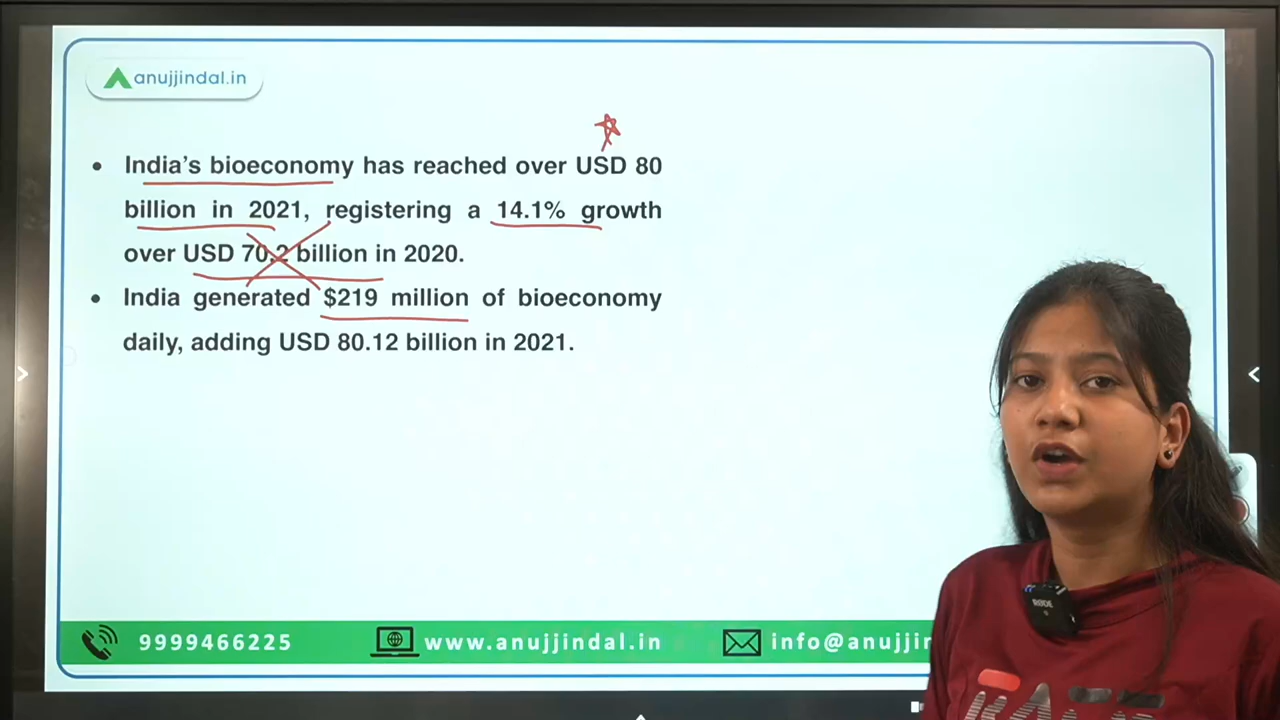 anujjindal.in
• India's bioeconomy has reached over USD 80
billion in 2021, registering a 14.1% growth
over USD 70.2 billion in 2020.
• India generated $219 million of bioeconomy
daily, adding USD 80.12 billion in 2021.
9999466225
www.anujjindal.in
info@anujjin
RODE